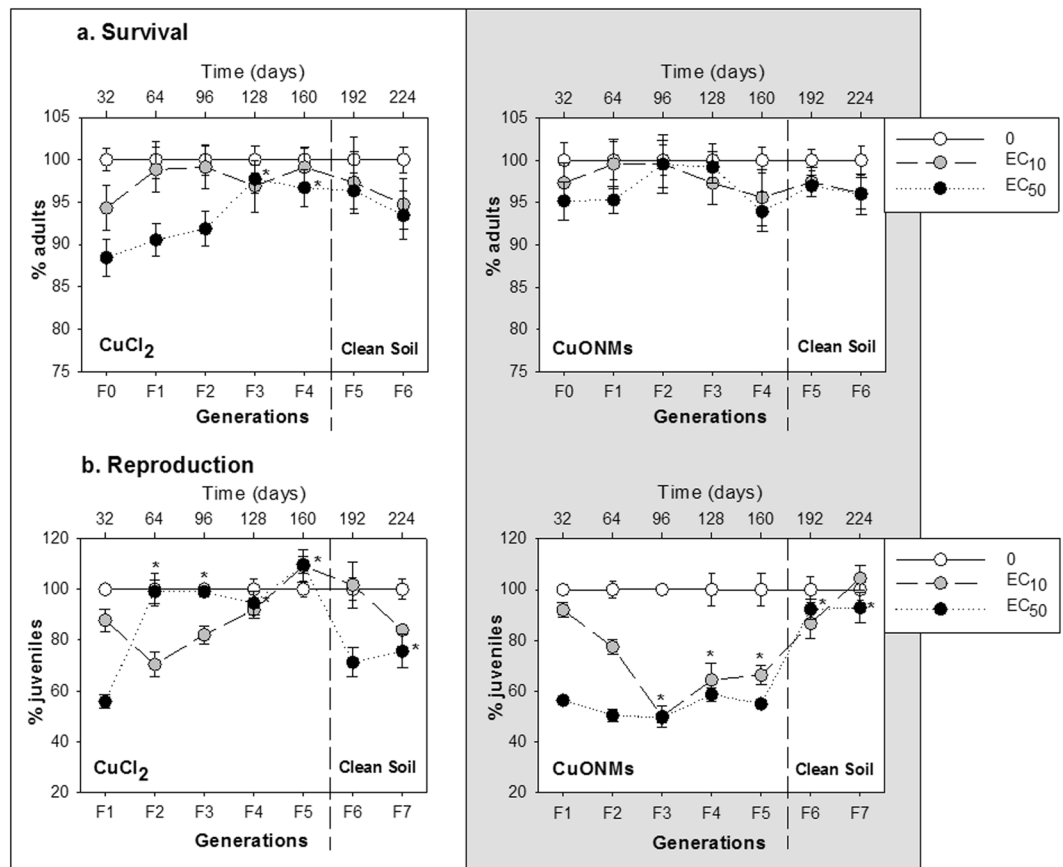 a. Survival
Time (days)
32 64 96 128 160 192 224
105
100
95
90
85
80
75
% adults
*
*
CuCl2
Clean Soil
F0 F1 F2 F3 F4 F5 F6
Generations
Time (days)
32 64 96 128 160 192 224
105
100
95
90
85
80
75
% adults
CuONMs
Clean Soil
F0 F1 F2 F3 F4 F5 F6
Generations
0
EC10
EC50
b. Reproduction
Time (days)
32 64 96 128 160 192 224
120
100
80
60
40
20
% juveniles
* * * * *
CuCl2
Clean Soil
F1 F2 F3 F4 F5 F6 F7
Generations
Time (days)
32 64 96 128 160 192 224
120
100
80
60
40
20
% juveniles
* * * * *
CuONMs
Clean Soil
F1 F2 F3 F4 F5 F6 F7
Generations
0
EC10
EC50